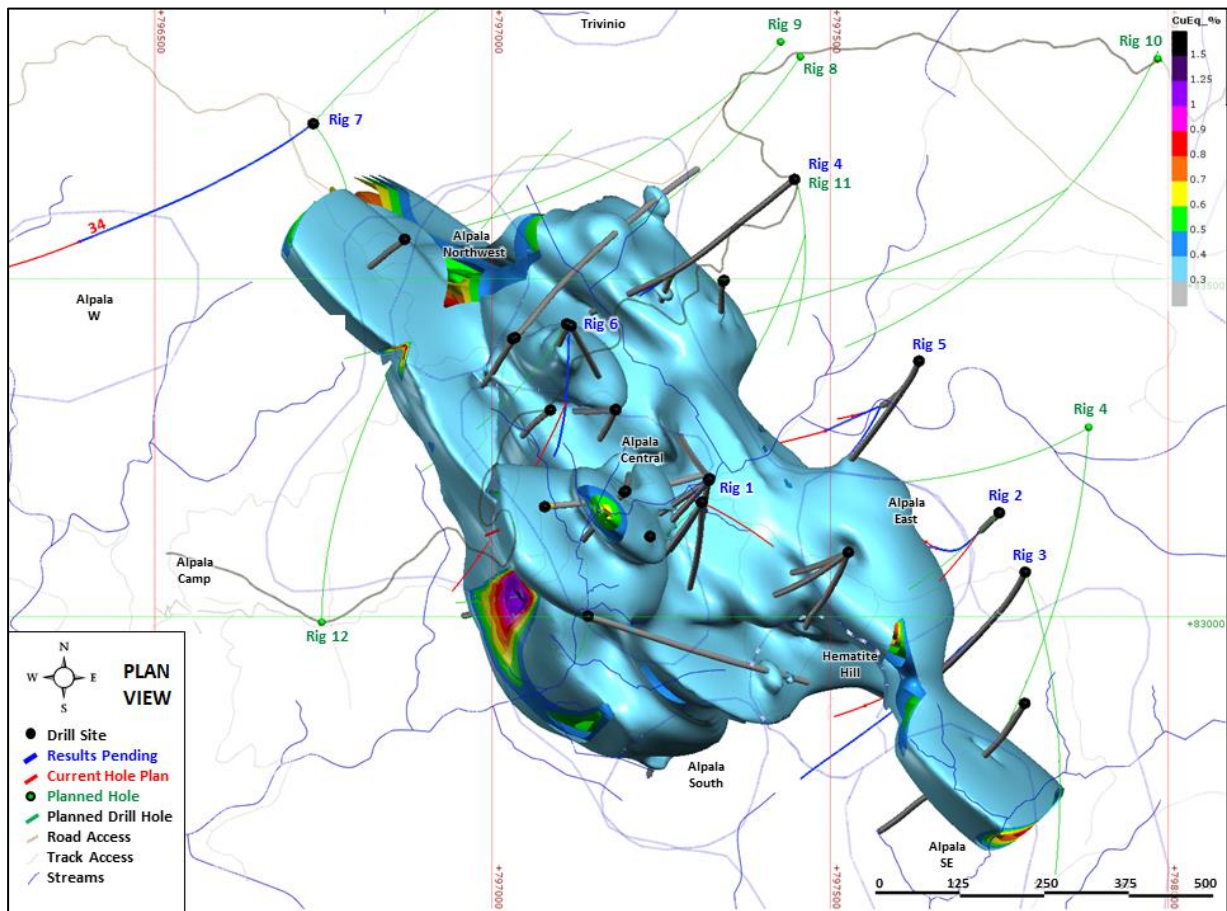 +796500
+797000
+797500
Trivinio
Rig 9
Rig 8
Rig 10
CuEq_%
1.5
1.25
1
0.9
0.8
0.7
0.6
0.5
0.4
0.3
Rig 7
Rig 4
Rig 11
34
Alpala
Northwest
Alpala
W
Rig 6
Rig 5
Rig 4
Alpala
Central
Rig 1
Alpala
East
Rig 2
Alpala
Camp
Rig 3
Rig 12
+83000
Hematite
Hill
Alpala
South
Alpala
SE
N
W E
S
PLAN
VIEW
Drill Site
Results Pending
Current Hole Plan
Planned Hole
Planned Drill Hole
Road Access
Track Access
Streams
+797000
+797500
0 125 250 375 500